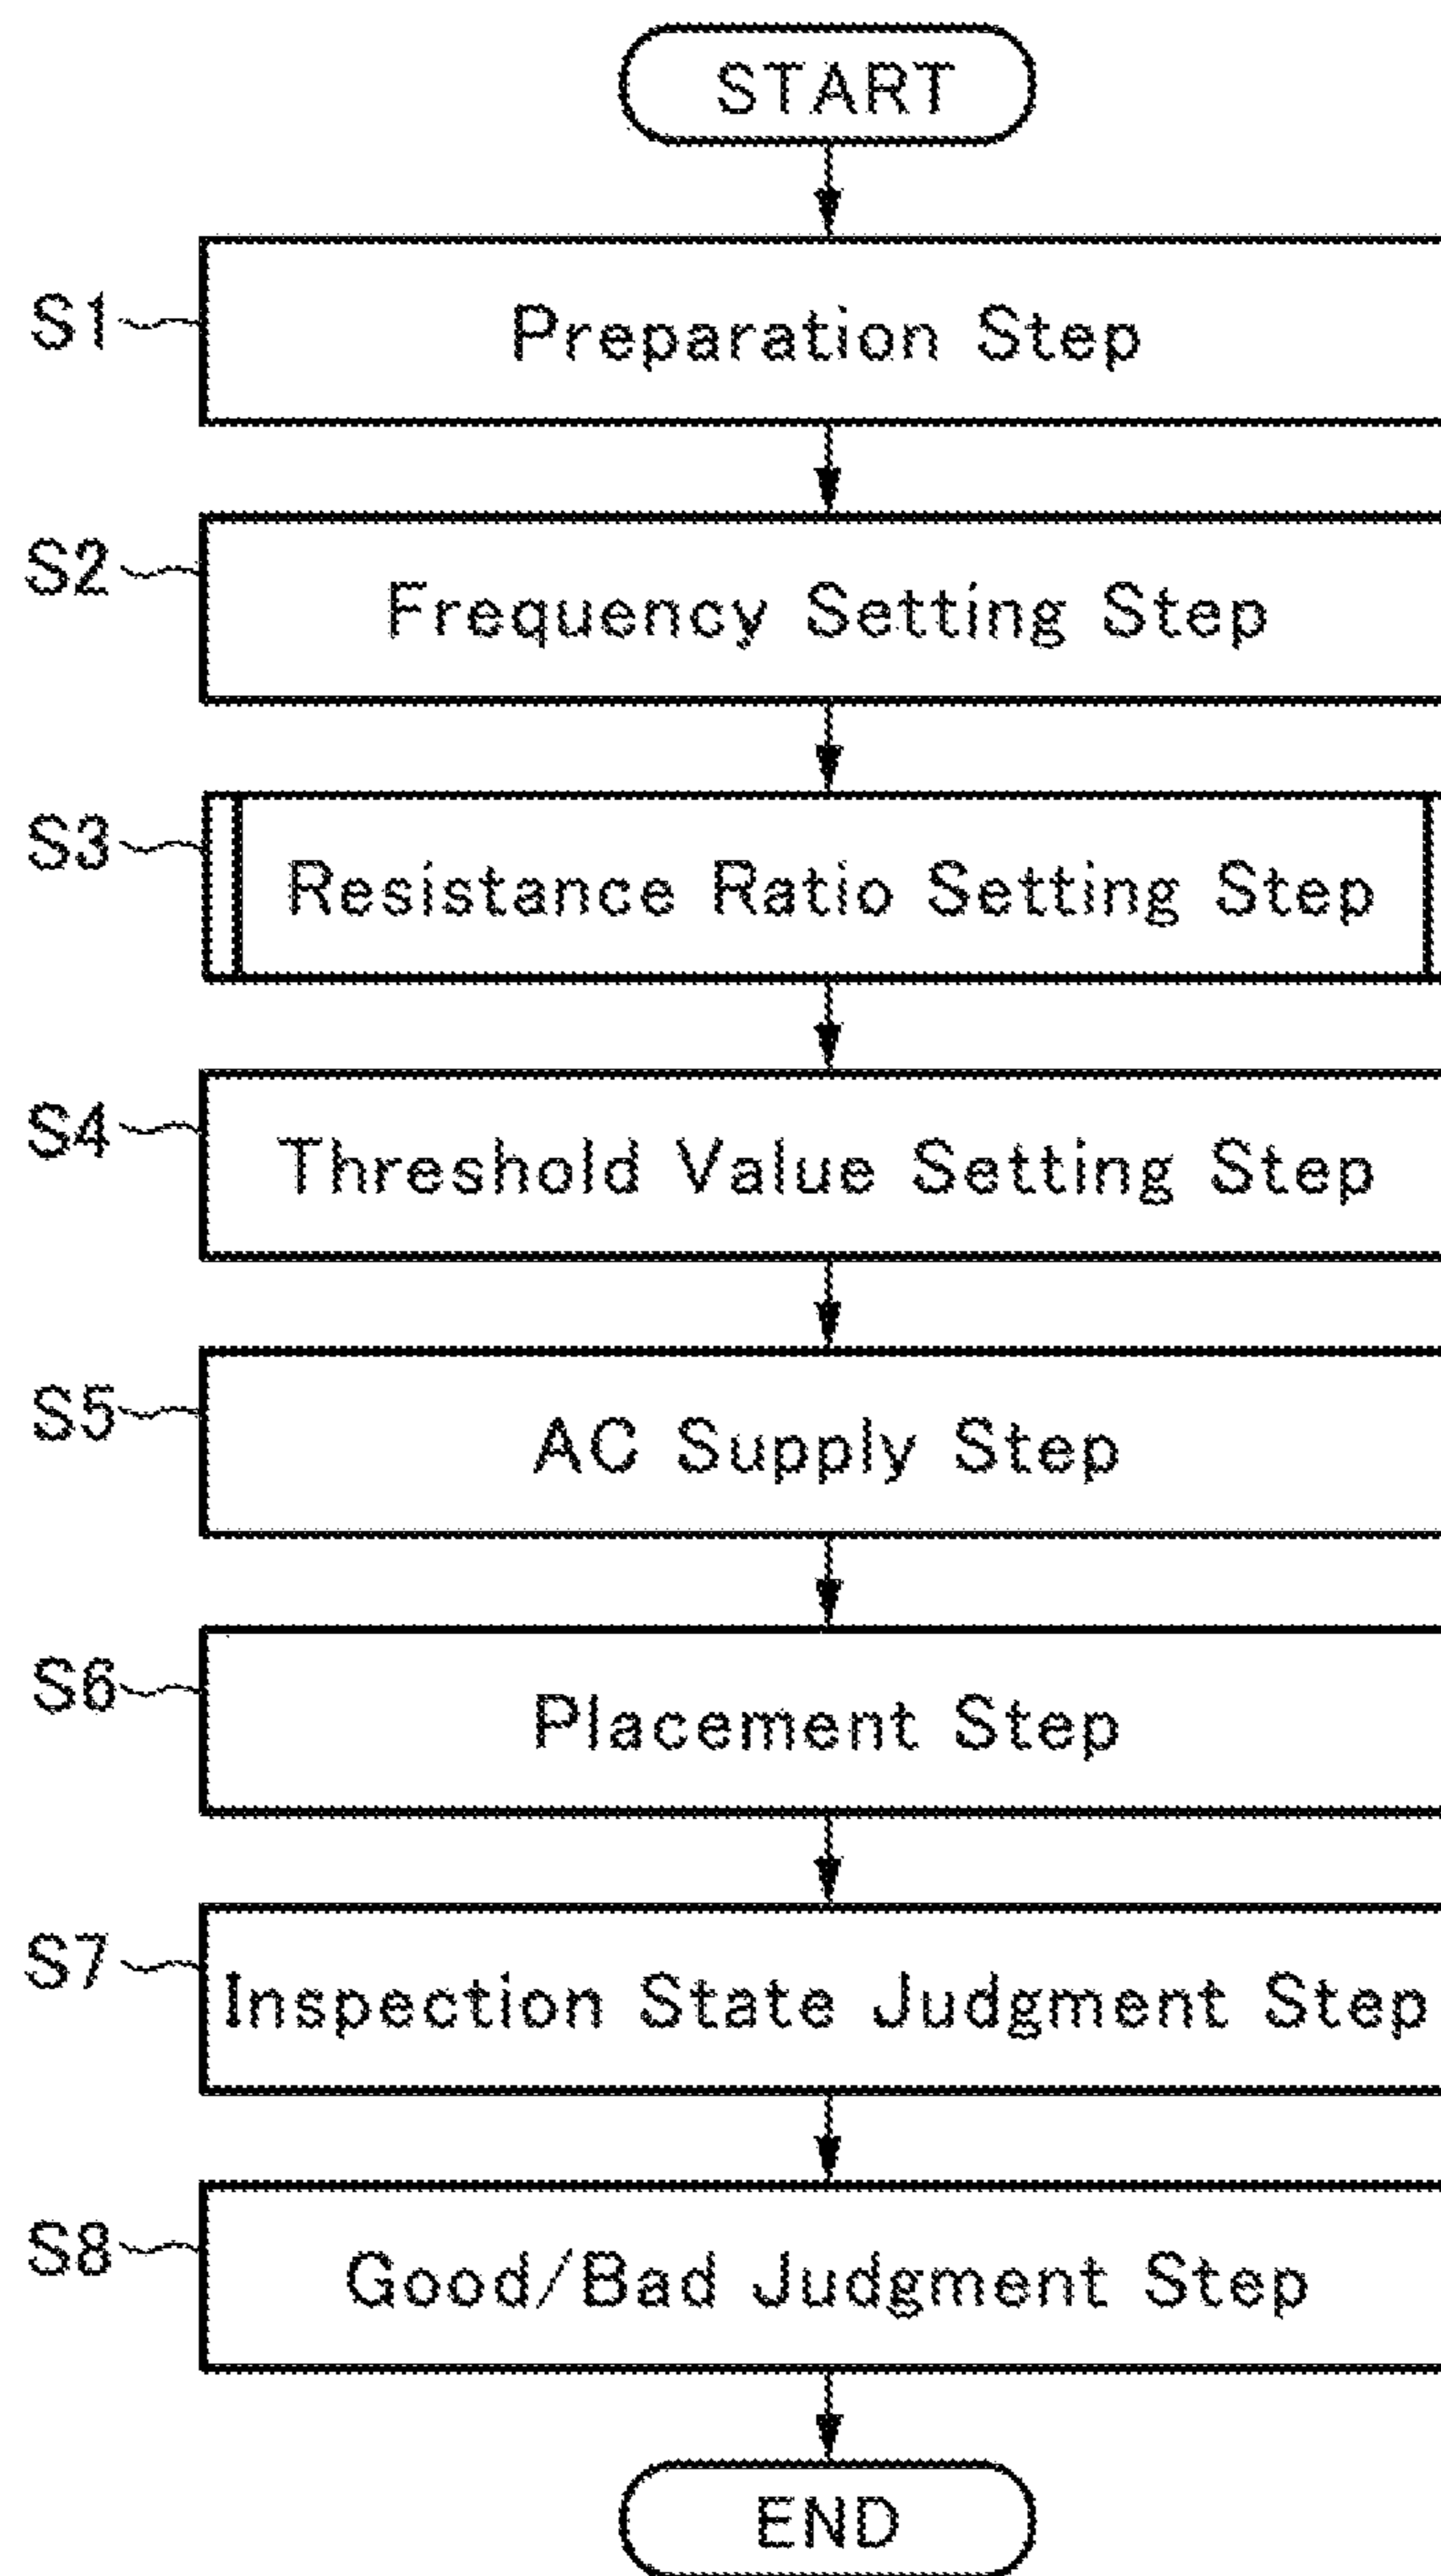 START
S1 Preparation Step
S2 Frequency Setting Step
S3 Resistance Ratio Setting Step
S4 Threshold Value Setting Step
S5 AC Supply Step
S6 Placement Step
S7 Inspection State Judgment Step
S8 Good/Bad Judgment Step
END